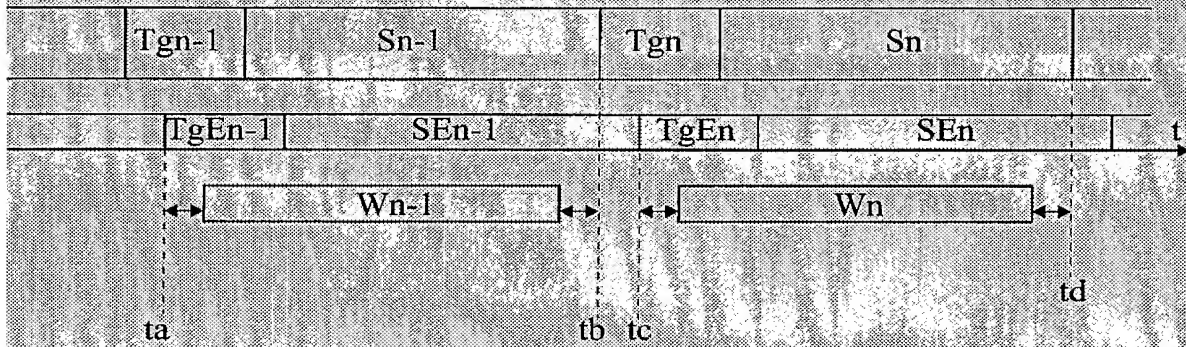 Tgn-1 Sn-1 Tgn Sn
TgEn-1 SEn-1 TgEn SEn t
Wn-1 Wn
ta tb tc td